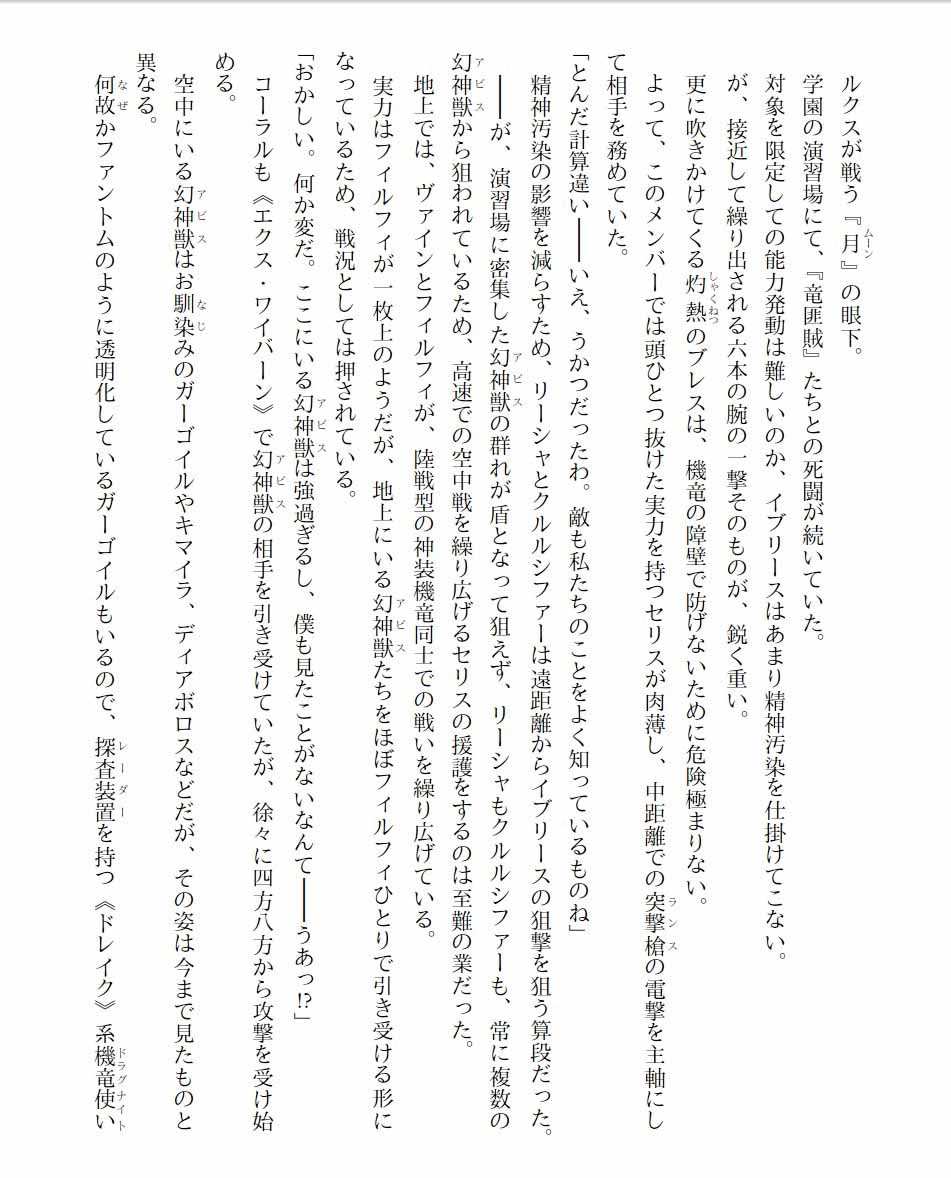 ルクスが戦う『月』の眼下。
学園の演習場にて、『竜匪賊』たちとの死闘が続いていた。
対象を限定しての能力発動は難しいのか、イブリースはあまり精神汚染を仕掛けてこない。
が、接近して繰り出される六本の腕の一撃そのものが、鋭く重い。
更に吹きかけてくる灼熱のブレスは、機竜の障壁で防げないために危険極まりない。
よって、このメンバーでは頭ひとつ抜けた実力を持つセリスが肉薄し、中距離での突撃槍の電撃を主軸にし
て相手を務めていた。
「とんだ計算違い――いえ、うかつだったわ。敵も私たちのことをよく知っているものね」
精神汚染の影響を減らすため、リーシャとクルルシファーは遠距離からイブリースの狙撃を狙う算段だった。
――が、演習場に密集した幻神獣の群れが盾となって狙えず、リーシャもクルルシファーも、常に複数の
幻神獣から狙われているため、高速での空中戦を繰り広げるセリスの援護をするのは至難の業だった。
地上では、ヴァインとフィルフィが、陸戦型の神装機竜同士での戦いを繰り広げている。
実力はフィルフィが一枚上のようだが、地上にいる幻神獣たちをほぼフィルフィひとりで引き受ける形に
なっているため、戦況としては押されている。
「おかしい。何か変だ。ここにいる幻神獣は強過ぎるし、僕も見たことがないなんて――うあっ!?」
コーラルも《エクス・ワイバーン》で幻神獣の相手を引き受けていたが、徐々に四方八方から攻撃を受け始
める。
空中にいる幻神獣はお馴染みのガーゴイルやキマイラ、ディアボロスなどだが、その姿は今まで見たものと
異なる。
何故かファントムのように透明化しているガーゴイルもいるので、探査装置を持つ《ドレイク》系機竜使い